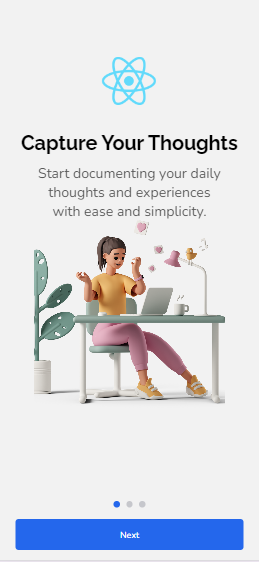 Capture Your Thoughts
Start documenting your daily
thoughts and experiences
with ease and simplicity.
Next